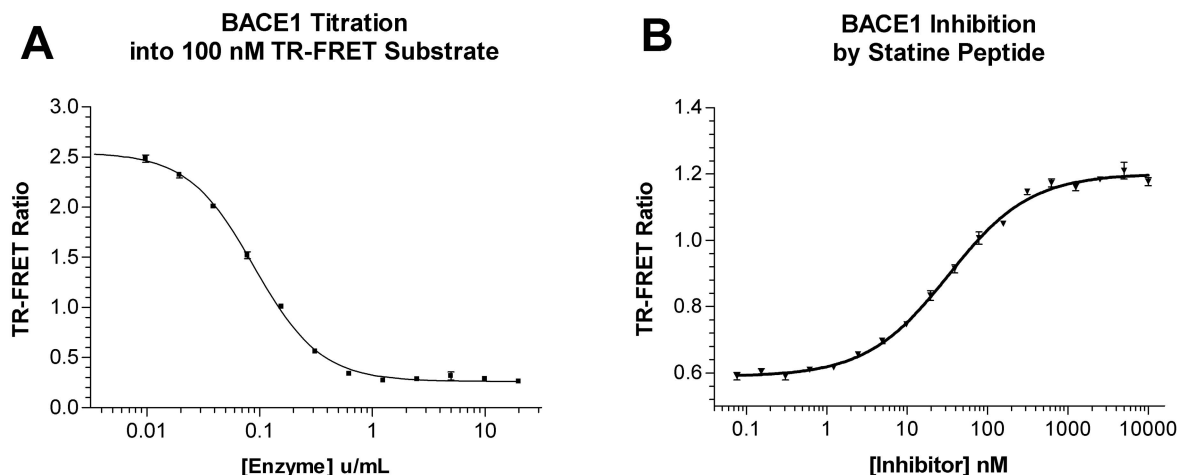 A
BACE1 Titration
into 100 nM TR-FRET Substrate
TR-FRET Ratio
3.0
2.5
2.0
1.5
1.0
0.5
0.0
0.01
0.1
1
10
[Enzyme] u/mL
B
BACE1 Inhibition
by Statine Peptide
TR-FRET Ratio
1.4
1.2
1.0
0.8
0.6
0.1
1
10
100
1000
10000
[Inhibitor] nM